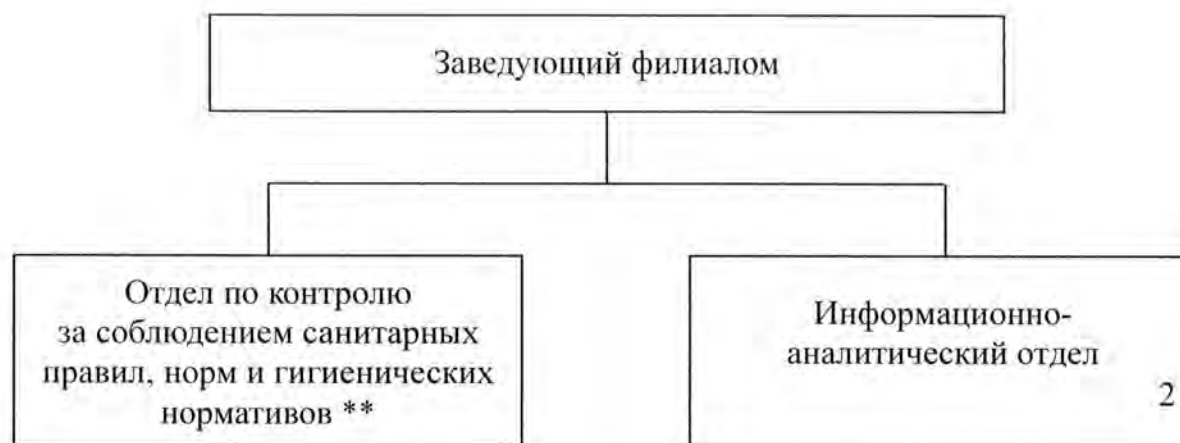 Заведующий филиалом
Отдел по контролю
за соблюдением санитарных
правил, норм и гигиенических
нормативов **
Информационно-
аналитический отдел
2